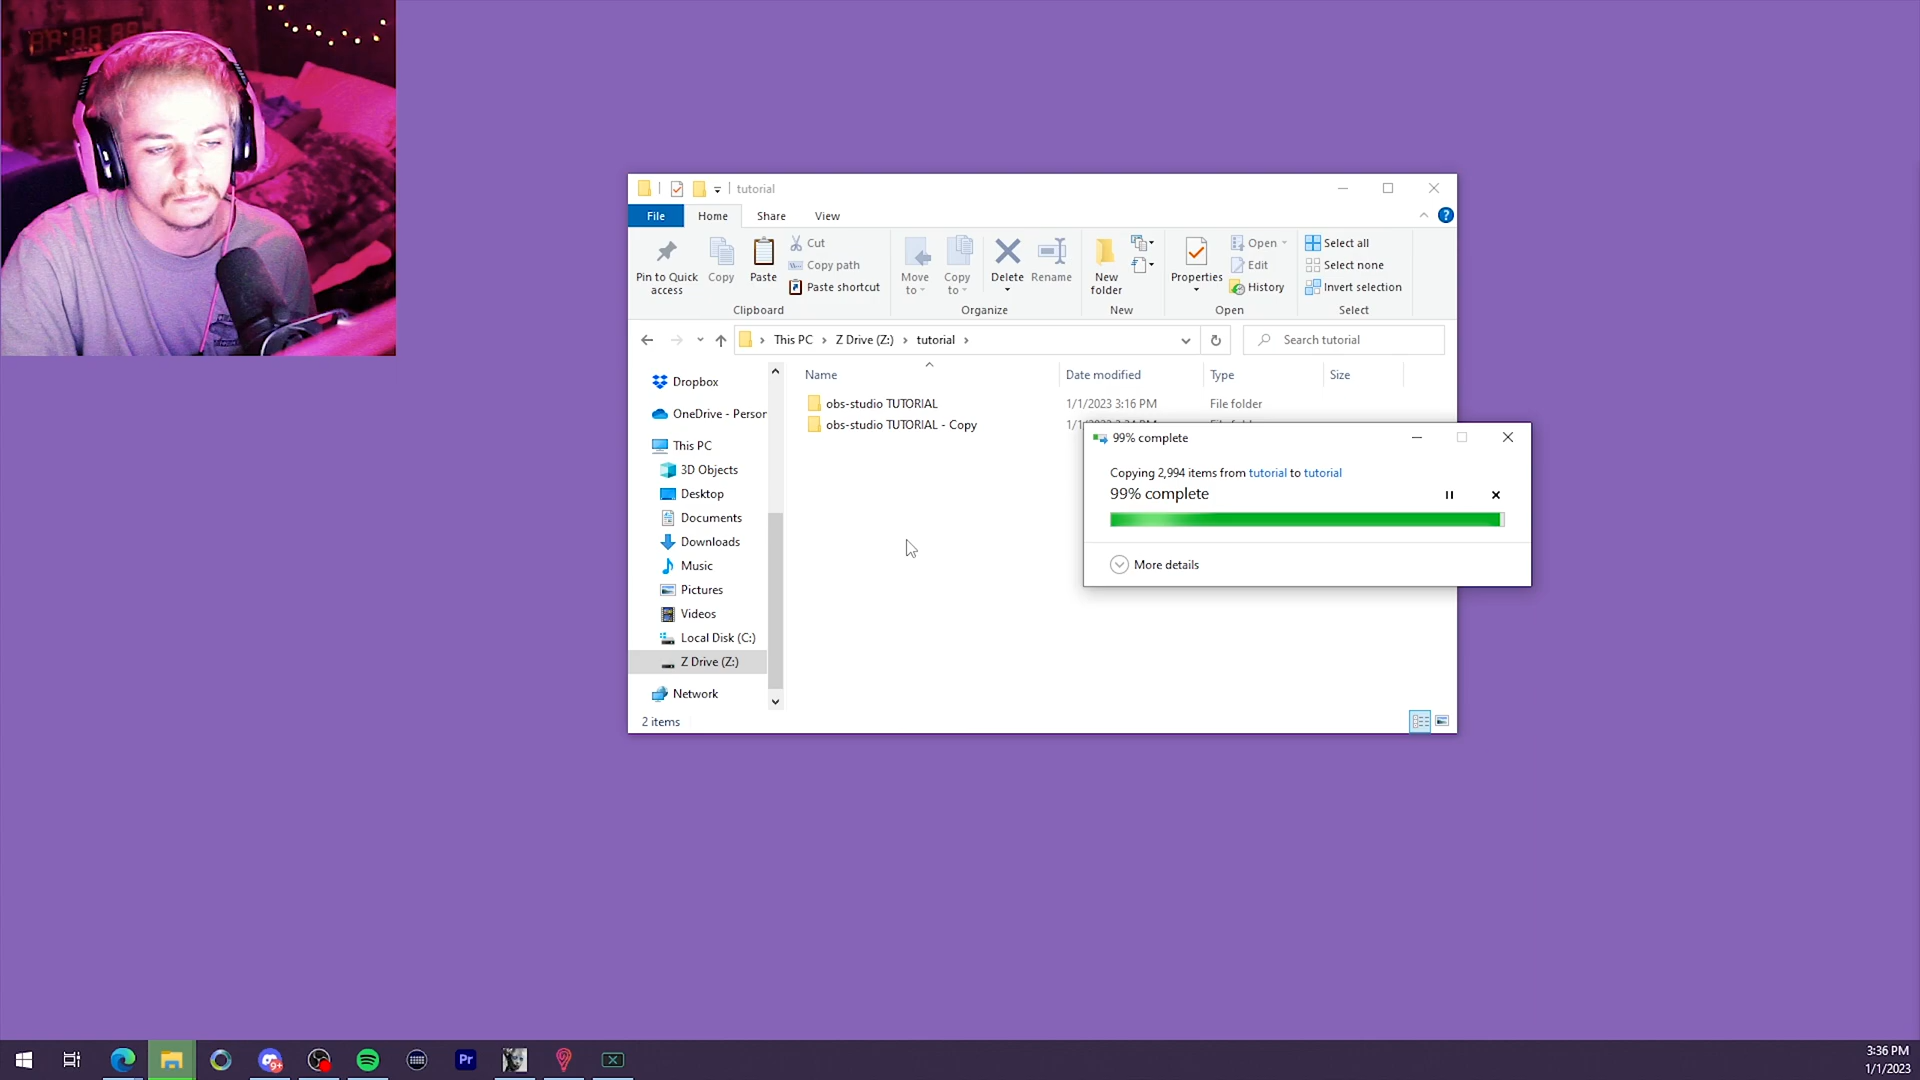 tutorial
File Home Share View
Pin to Quick access
Copy
Paste
Cut
Copy path
Paste shortcut
Clipboard
Move to
Copy to
Delete
Rename
Organize
New folder
New
Properties
Open
Edit
History
Open
Select all
Select none
Invert selection
Select
This PC Z Drive (Z:) tutorial
Search tutorial
Name Date modified Type Size
obs-studio TUTORIAL 1/1/2023 3:16 PM File folder
obs-studio TUTORIAL - Copy
Dropbox
OneDrive - Person
This PC
3D Objects
Desktop
Documents
Downloads
Music
Pictures
Videos
Local Disk (C:)
Z Drive (Z:)
Network
2 items
99% complete
Copying 2,994 items from tutorial to tutorial
99% complete
More details
9+
Pr
3:36 PM
1/1/2023